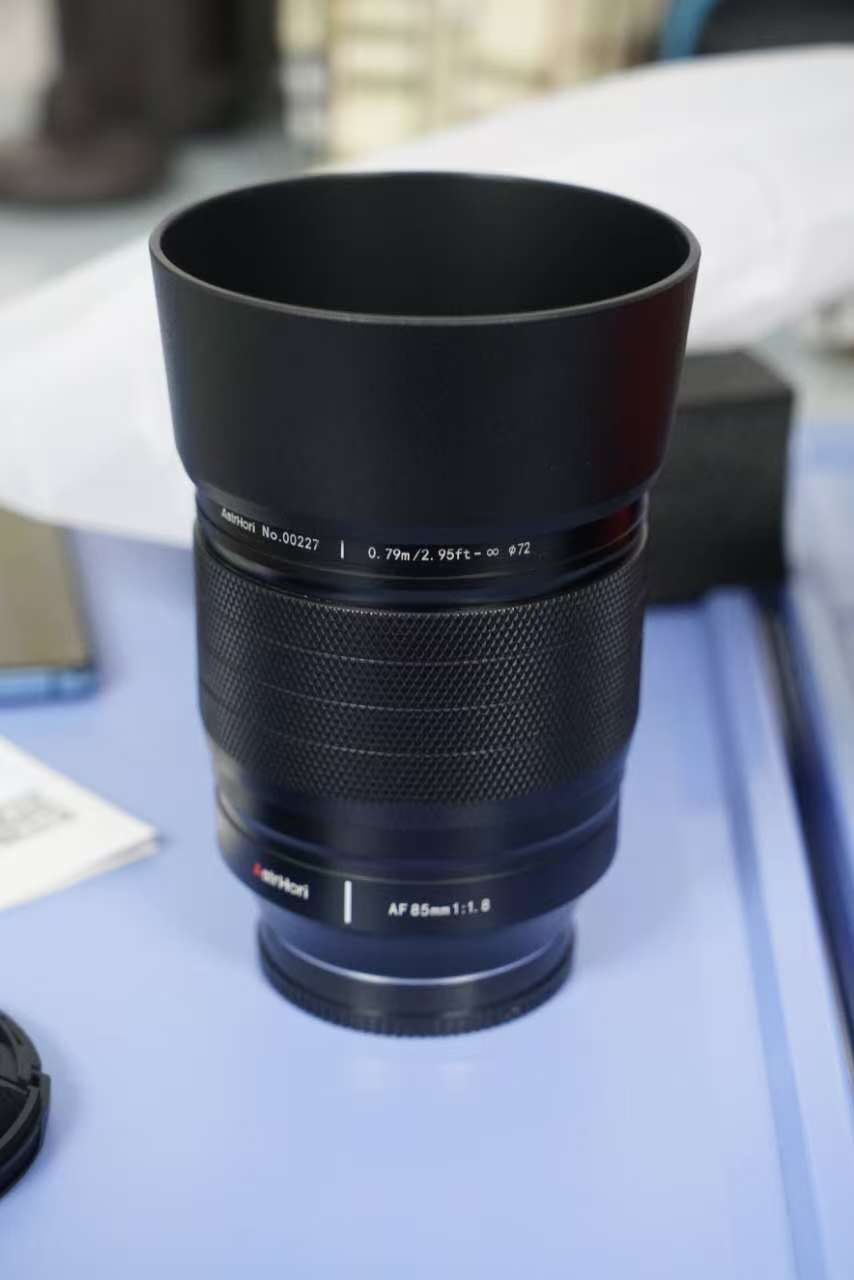 AstrHori No.00227 | 0.79m/2.95ft-∞ φ72
AstrHori | AF 85mm 1:1.8